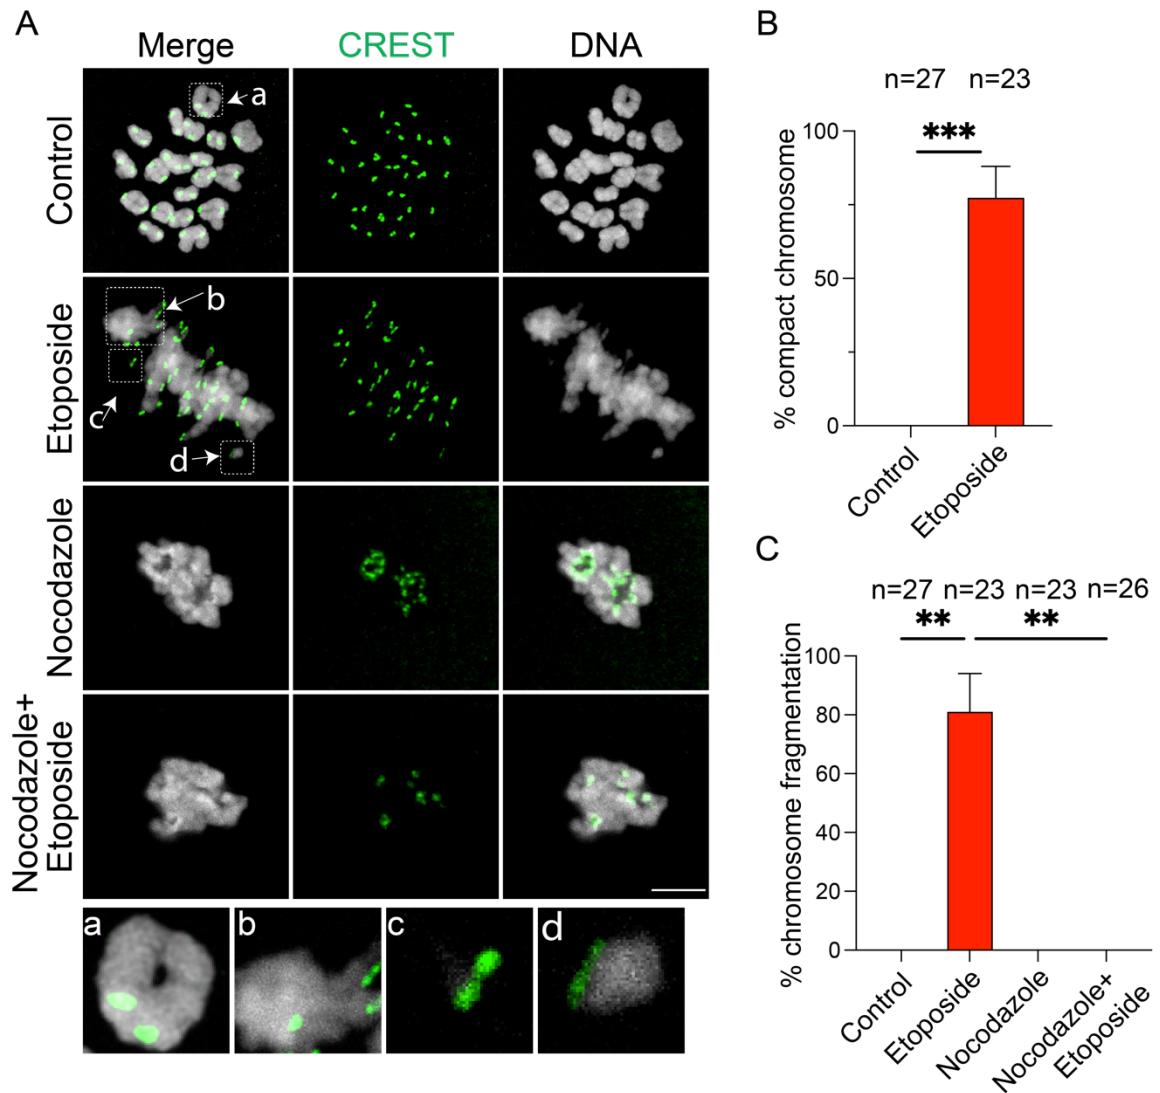 A
Merge CREST DNA
Control
a
Etoposide
b
c
d
Nocodazole
Nocodazole+
Etoposide
a b c d
B
n=27 n=23
***
% compact chromosome
100
50
0
Control
Etoposide
C
n=27 n=23 n=23 n=26
** **
% chromosome fragmentation
100
80
60
40
20
0
Control
Etoposide
Nocodazole
Nocodazole+
Etoposide